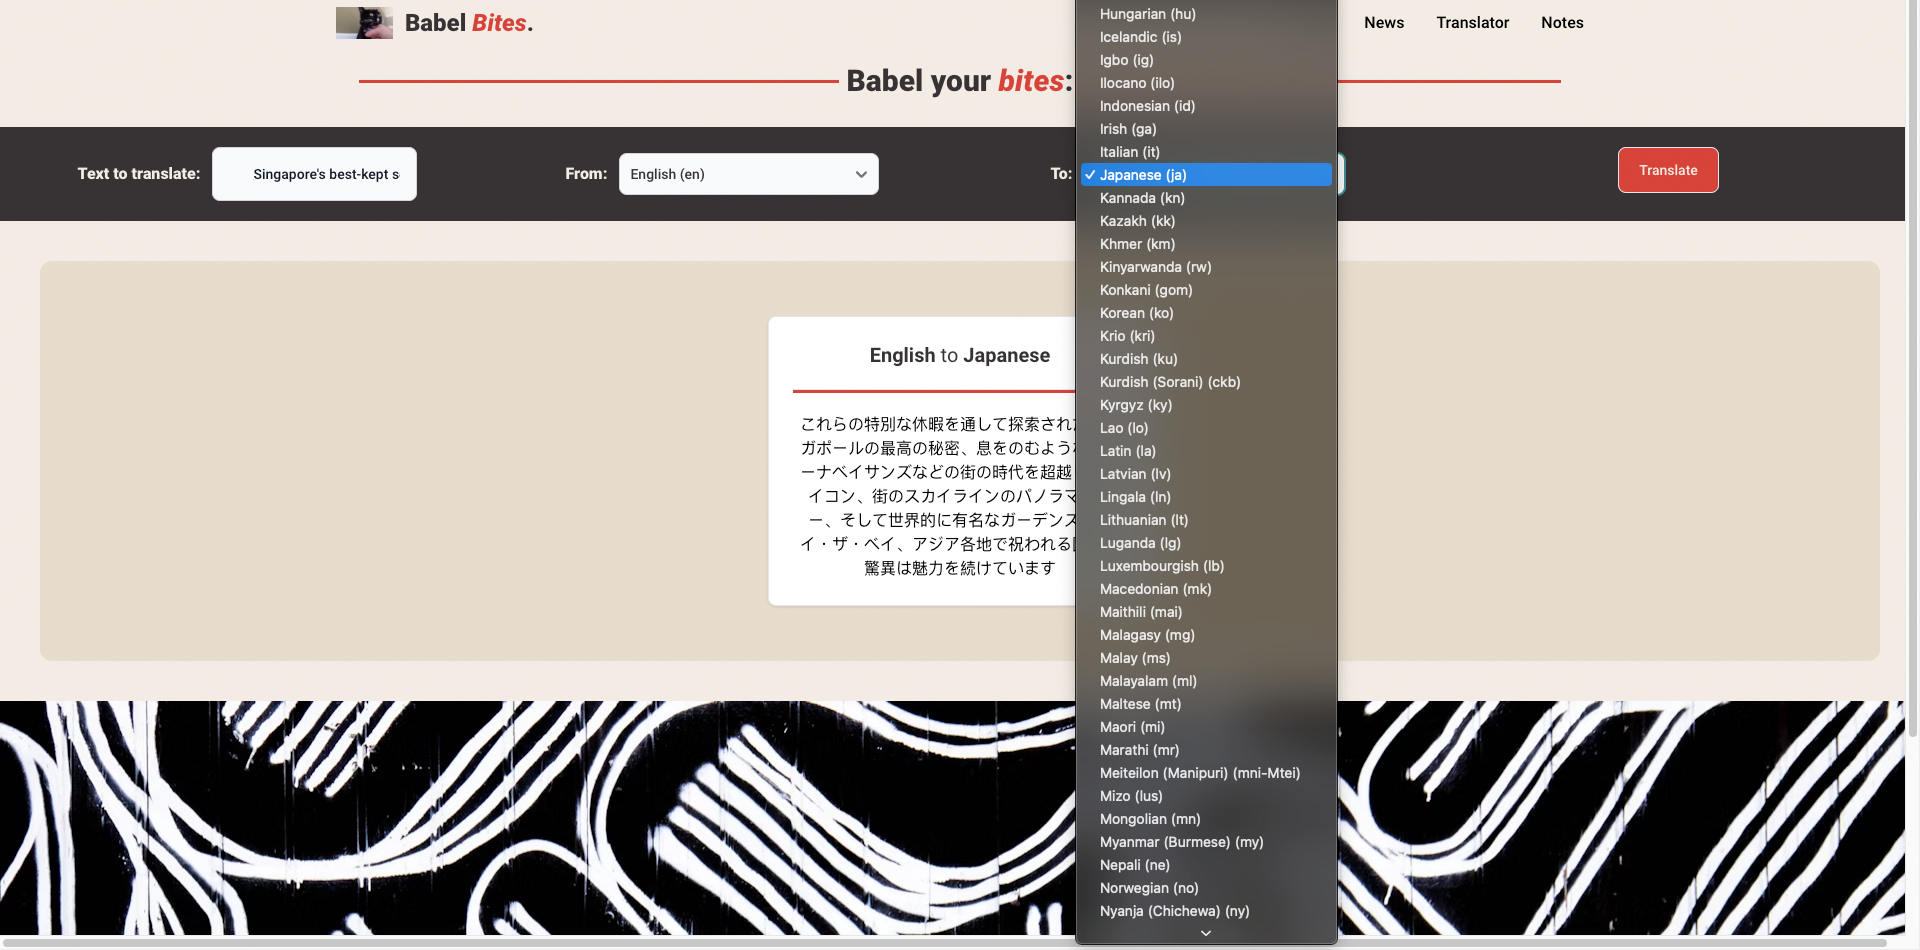 Babel Bites.
News
Translator
Notes
Babel your bites:
Text to translate:
Singapore's best-kept s
From:
English (en)
To:
Translate
Hungarian (hu)
Icelandic (is)
Igbo (ig)
Ilocano (ilo)
Indonesian (id)
Irish (ga)
Italian (it)
✓ Japanese (ja)
Kannada (kn)
Kazakh (kk)
Khmer (km)
Kinyarwanda (rw)
Konkani (gom)
Korean (ko)
Krio (kri)
Kurdish (ku)
Kurdish (Sorani) (ckb)
Kyrgyz (ky)
Lao (lo)
Latin (la)
Latvian (lv)
Lingala (ln)
Lithuanian (lt)
Luganda (lg)
Luxembourgish (lb)
Macedonian (mk)
Maithili (mai)
Malagasy (mg)
Malay (ms)
Malayalam (ml)
Maltese (mt)
Maori (mi)
Marathi (mr)
Meiteilon (Manipuri) (mni-Mtei)
Mizo (lus)
Mongolian (mn)
Myanmar (Burmese) (my)
Nepali (ne)
Norwegian (no)
Nyanja (Chichewa) (ny)
English to Japanese
これらの特別な休暇を通して探索され
ガポールの最高の秘密、息をのむよう
ーナベイサンズなどの街の時代を超越
イコン、街のスカイラインのパノラマ
ー、そして世界的に有名なガーデンズ
イ・ザ・ベイ、アジア各地で祝われる
驚異は魅力を続けています